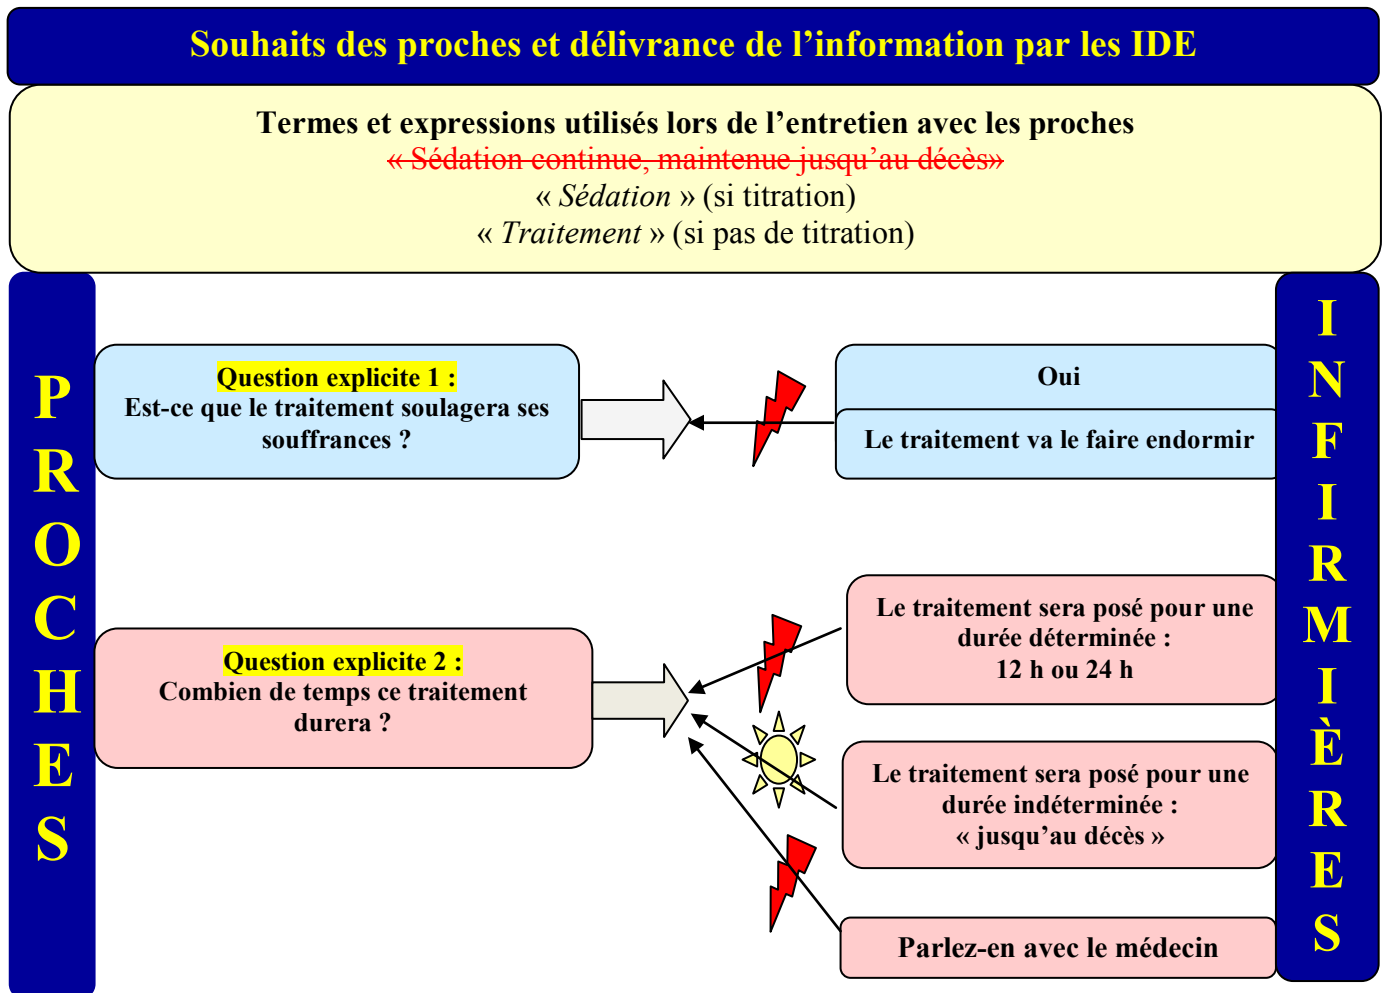 Souhaits des proches et délivrance de l’information par les IDE
Termes et expressions utilisés lors de l’entretien avec les proches
« Sédation continue, maintenue jusqu’au décès»
« Sédation » (si titration)
« Traitement » (si pas de titration)
PROCHES
Question explicite 1 :
Est-ce que le traitement soulagera ses
souffrances ?
Oui
Le traitement va le faire endormir
Question explicite 2 :
Combien de temps ce traitement
durera ?
Le traitement sera posé pour une
durée déterminée :
12 h ou 24 h
Le traitement sera posé pour une
durée indéterminée :
« jusqu’au décès »
Parlez-en avec le médecin
INFIRMIÈRES